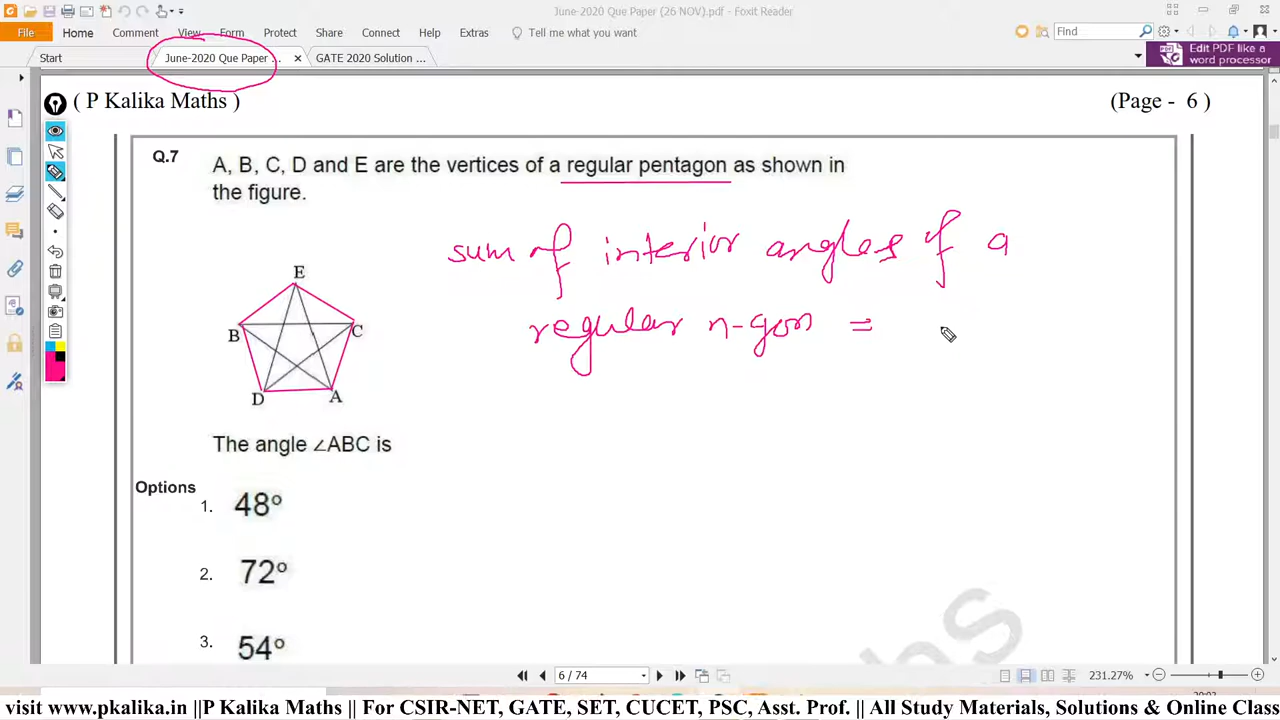 June-2020 Que Paper (26 NOV).pdf - Foxit Reader
File Home Comment View Form Protect Share Connect Help Extras Tell me what you want Find
Start June-2020 Que Paper ... GATE 2020 Solution ... Edit PDF like a word processor
( P Kalika Maths ) (Page - 6 )
Q.7 A, B, C, D and E are the vertices of a regular pentagon as shown in
the figure.
sum of interior angles of a
regular n-gon =
E
B C
D A
The angle ∠ABC is
Options
1. 48°
2. 72°
3. 54°
6 / 74 231.27%
visit www.pkalika.in ||P Kalika Maths || For CSIR-NET, GATE, SET, CUCET, PSC, Asst. Prof. || All Study Materials, Solutions & Online Class